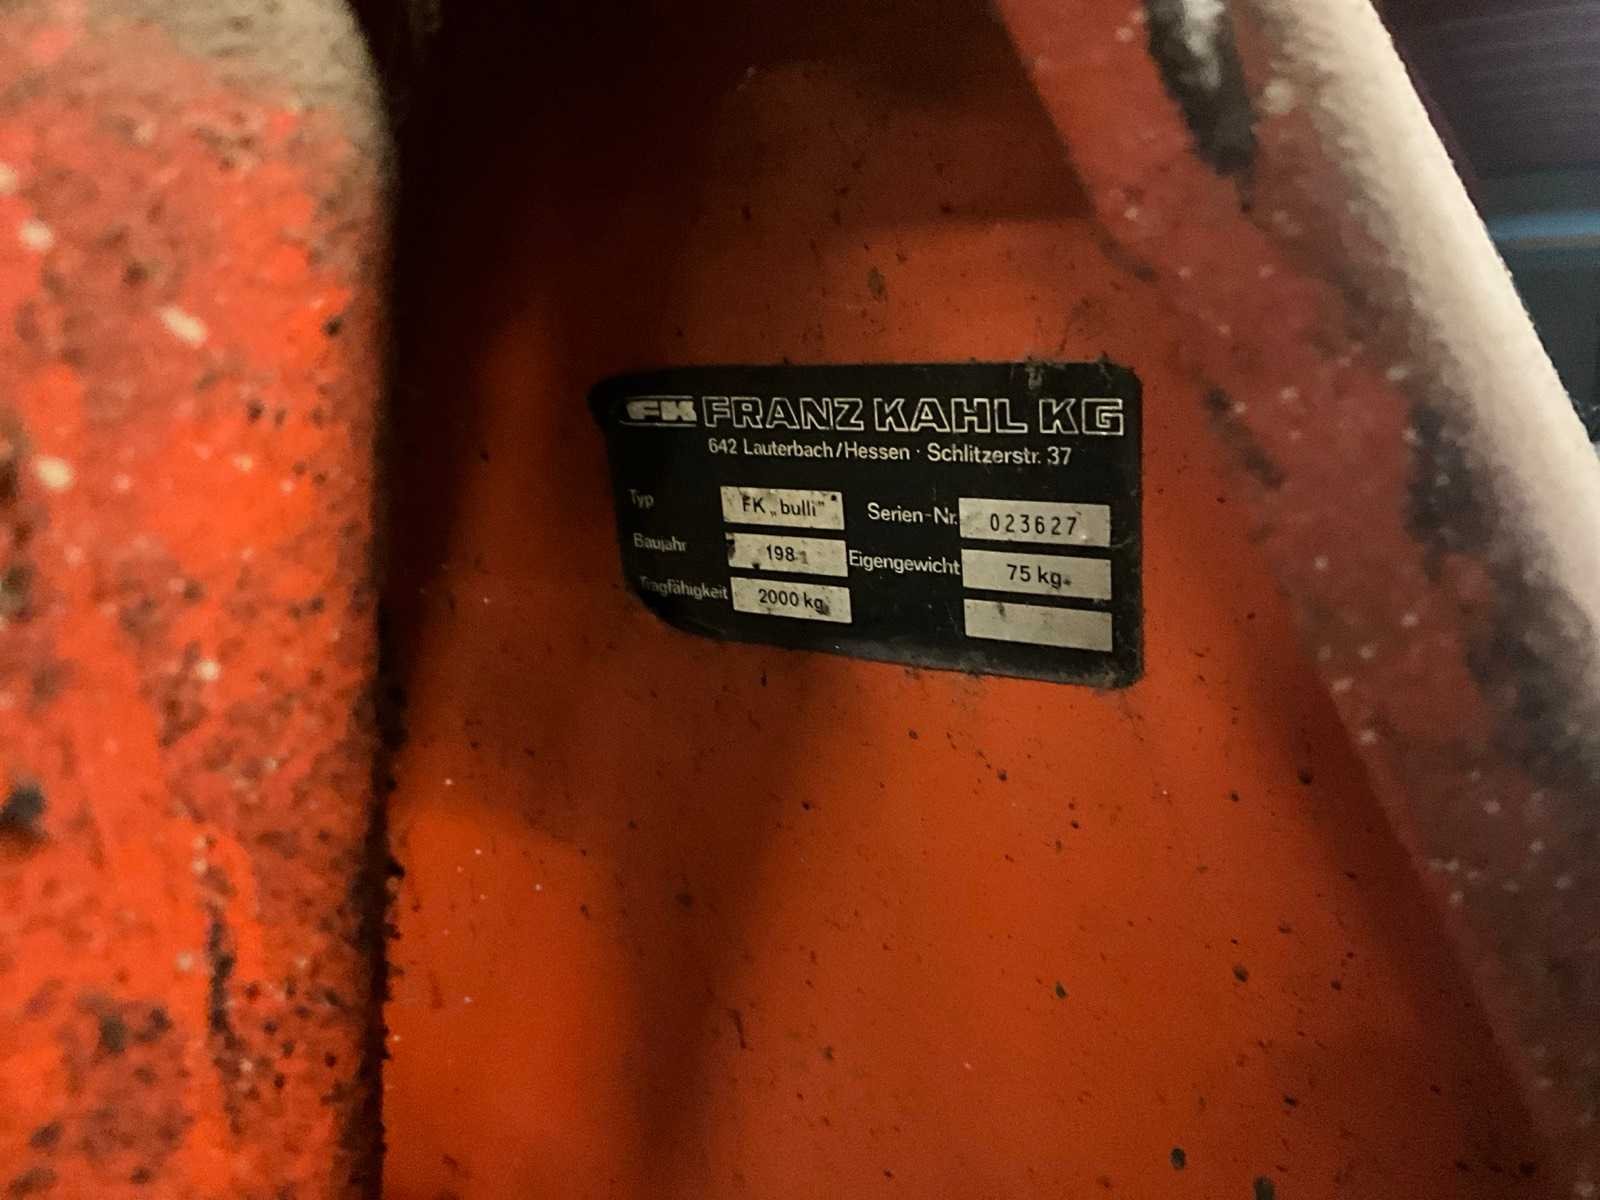 FK FRANZ KAHL KG
642 Lauterbach/Hessen · Schlitzerstr. 37
Typ FK „bulli" Serien-Nr. 023627
Baujahr 1981 Eigengewicht 75 kg
Tragfähigkeit 2000 kg